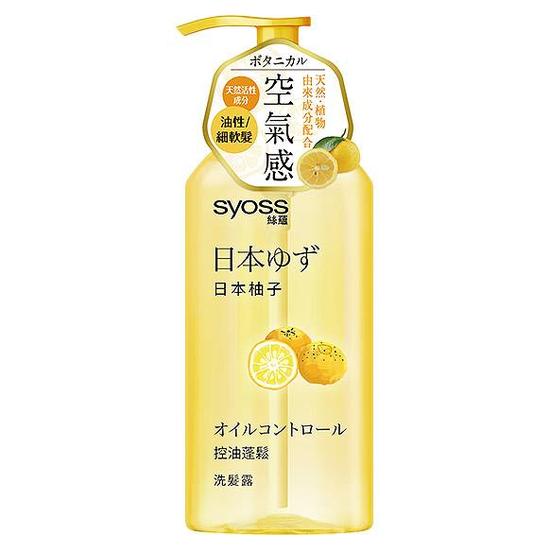 ボタニカル
空氣感
天然・植物
由來成分配合
天然活性
成分
油性/
細軟髮
syoss
絲蘊
日本ゆず
日本柚子
オイルコントロール
控油蓬鬆
洗髮露